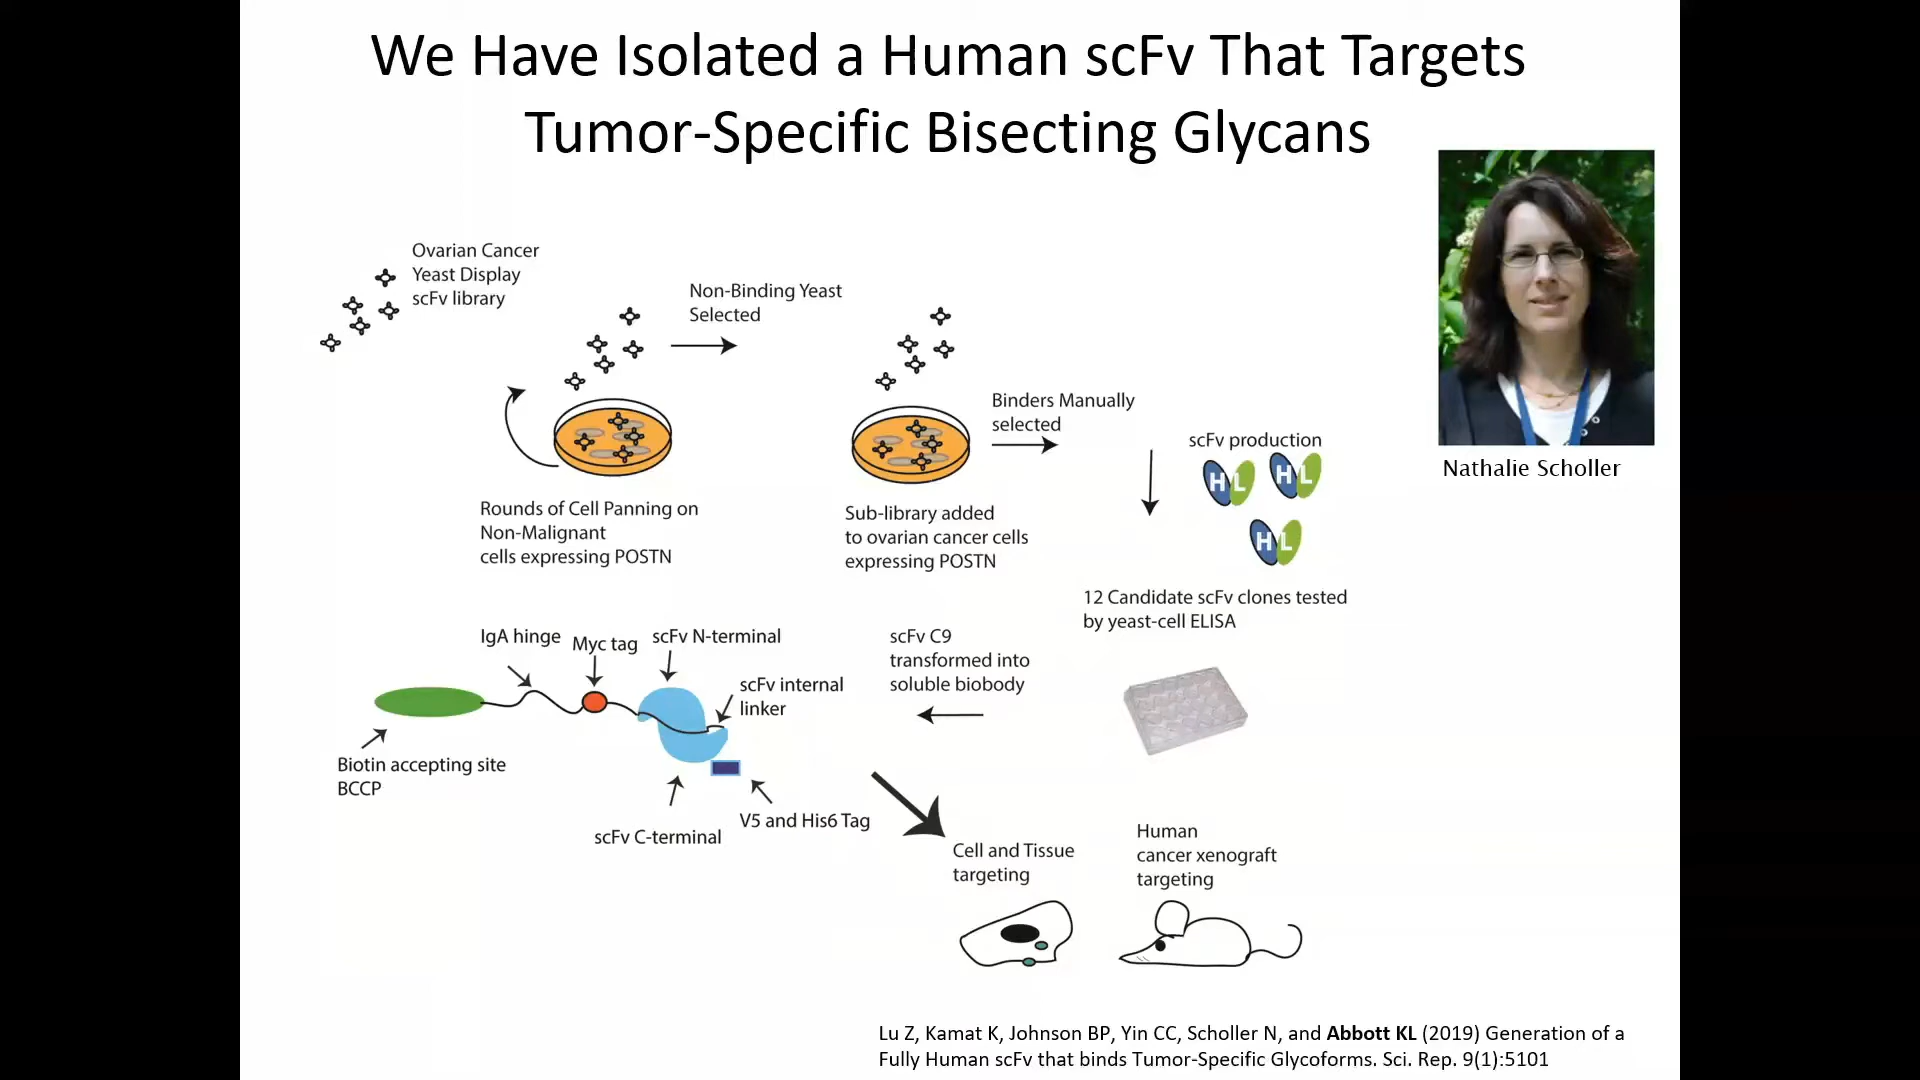 We Have Isolated a Human scFv That Targets
Tumor-Specific Bisecting Glycans
Nathalie Scholler
Ovarian Cancer
Yeast Display
scFv library
Non-Binding Yeast
Selected
Rounds of Cell Panning on
Non-Malignant
cells expressing POSTN
Sub-library added
to ovarian cancer cells
expressing POSTN
Binders Manually
selected
scFv production
H L
H L
H L
12 Candidate scFv clones tested
by yeast-cell ELISA
scFv C9
transformed into
soluble biobody
IgA hinge
Myc tag
scFv N-terminal
scFv internal
linker
Biotin accepting site
BCCP
scFv C-terminal
V5 and His6 Tag
Cell and Tissue
targeting
Human
cancer xenograft
targeting
Lu Z, Kamat K, Johnson BP, Yin CC, Scholler N, and Abbott KL (2019) Generation of a
Fully Human scFv that binds Tumor-Specific Glycoforms. Sci. Rep. 9(1):5101